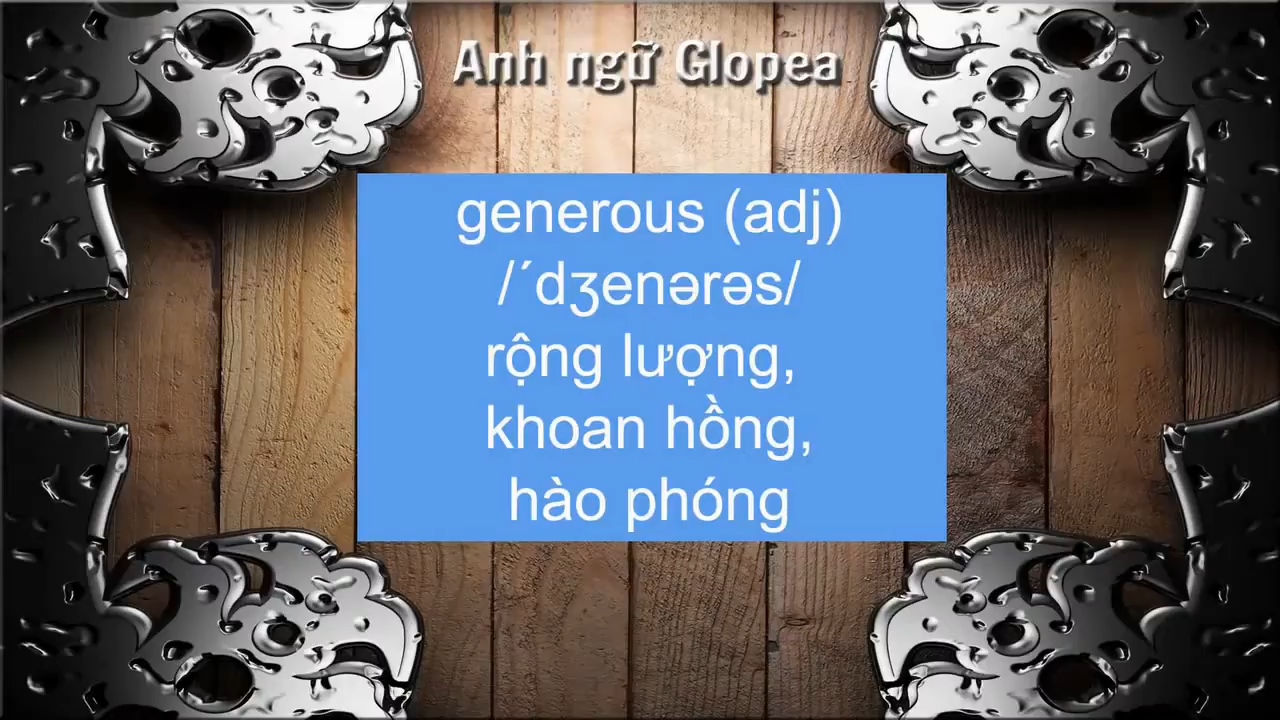 Anh ngữ Glopea
generous (adj)
/ˊdʒenərəs/
rộng lượng,
khoan hồng,
hào phóng